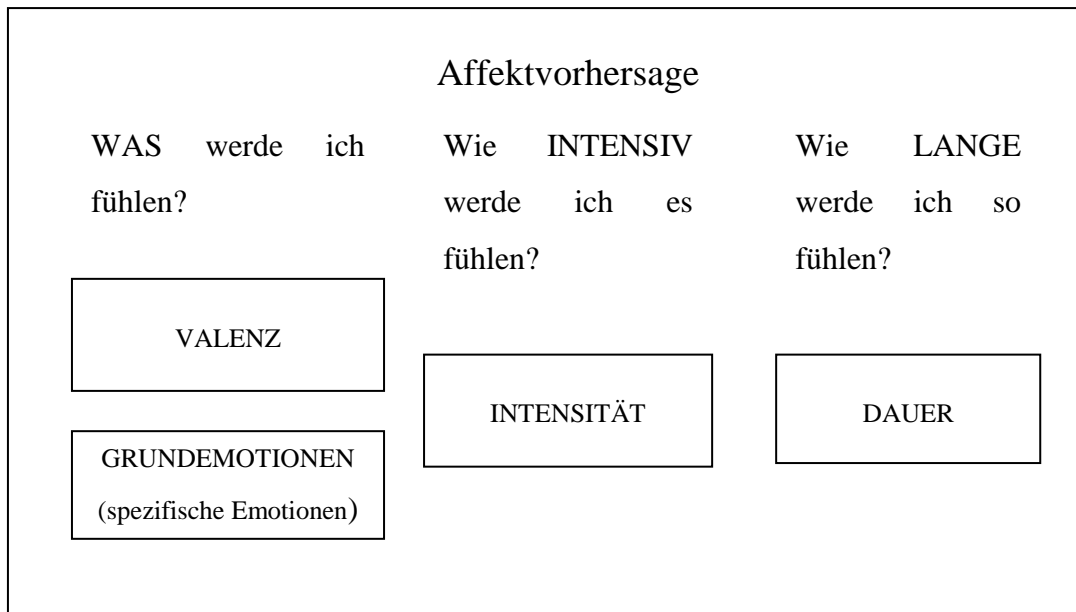 Affektvorhersage
WAS werde ich
fühlen?
VALENZ
GRUNDEMOTIONEN
(spezifische Emotionen)
Wie INTENSIV
werde ich es
fühlen?
INTENSITÄT
Wie LANGE
werde ich so
fühlen?
DAUER